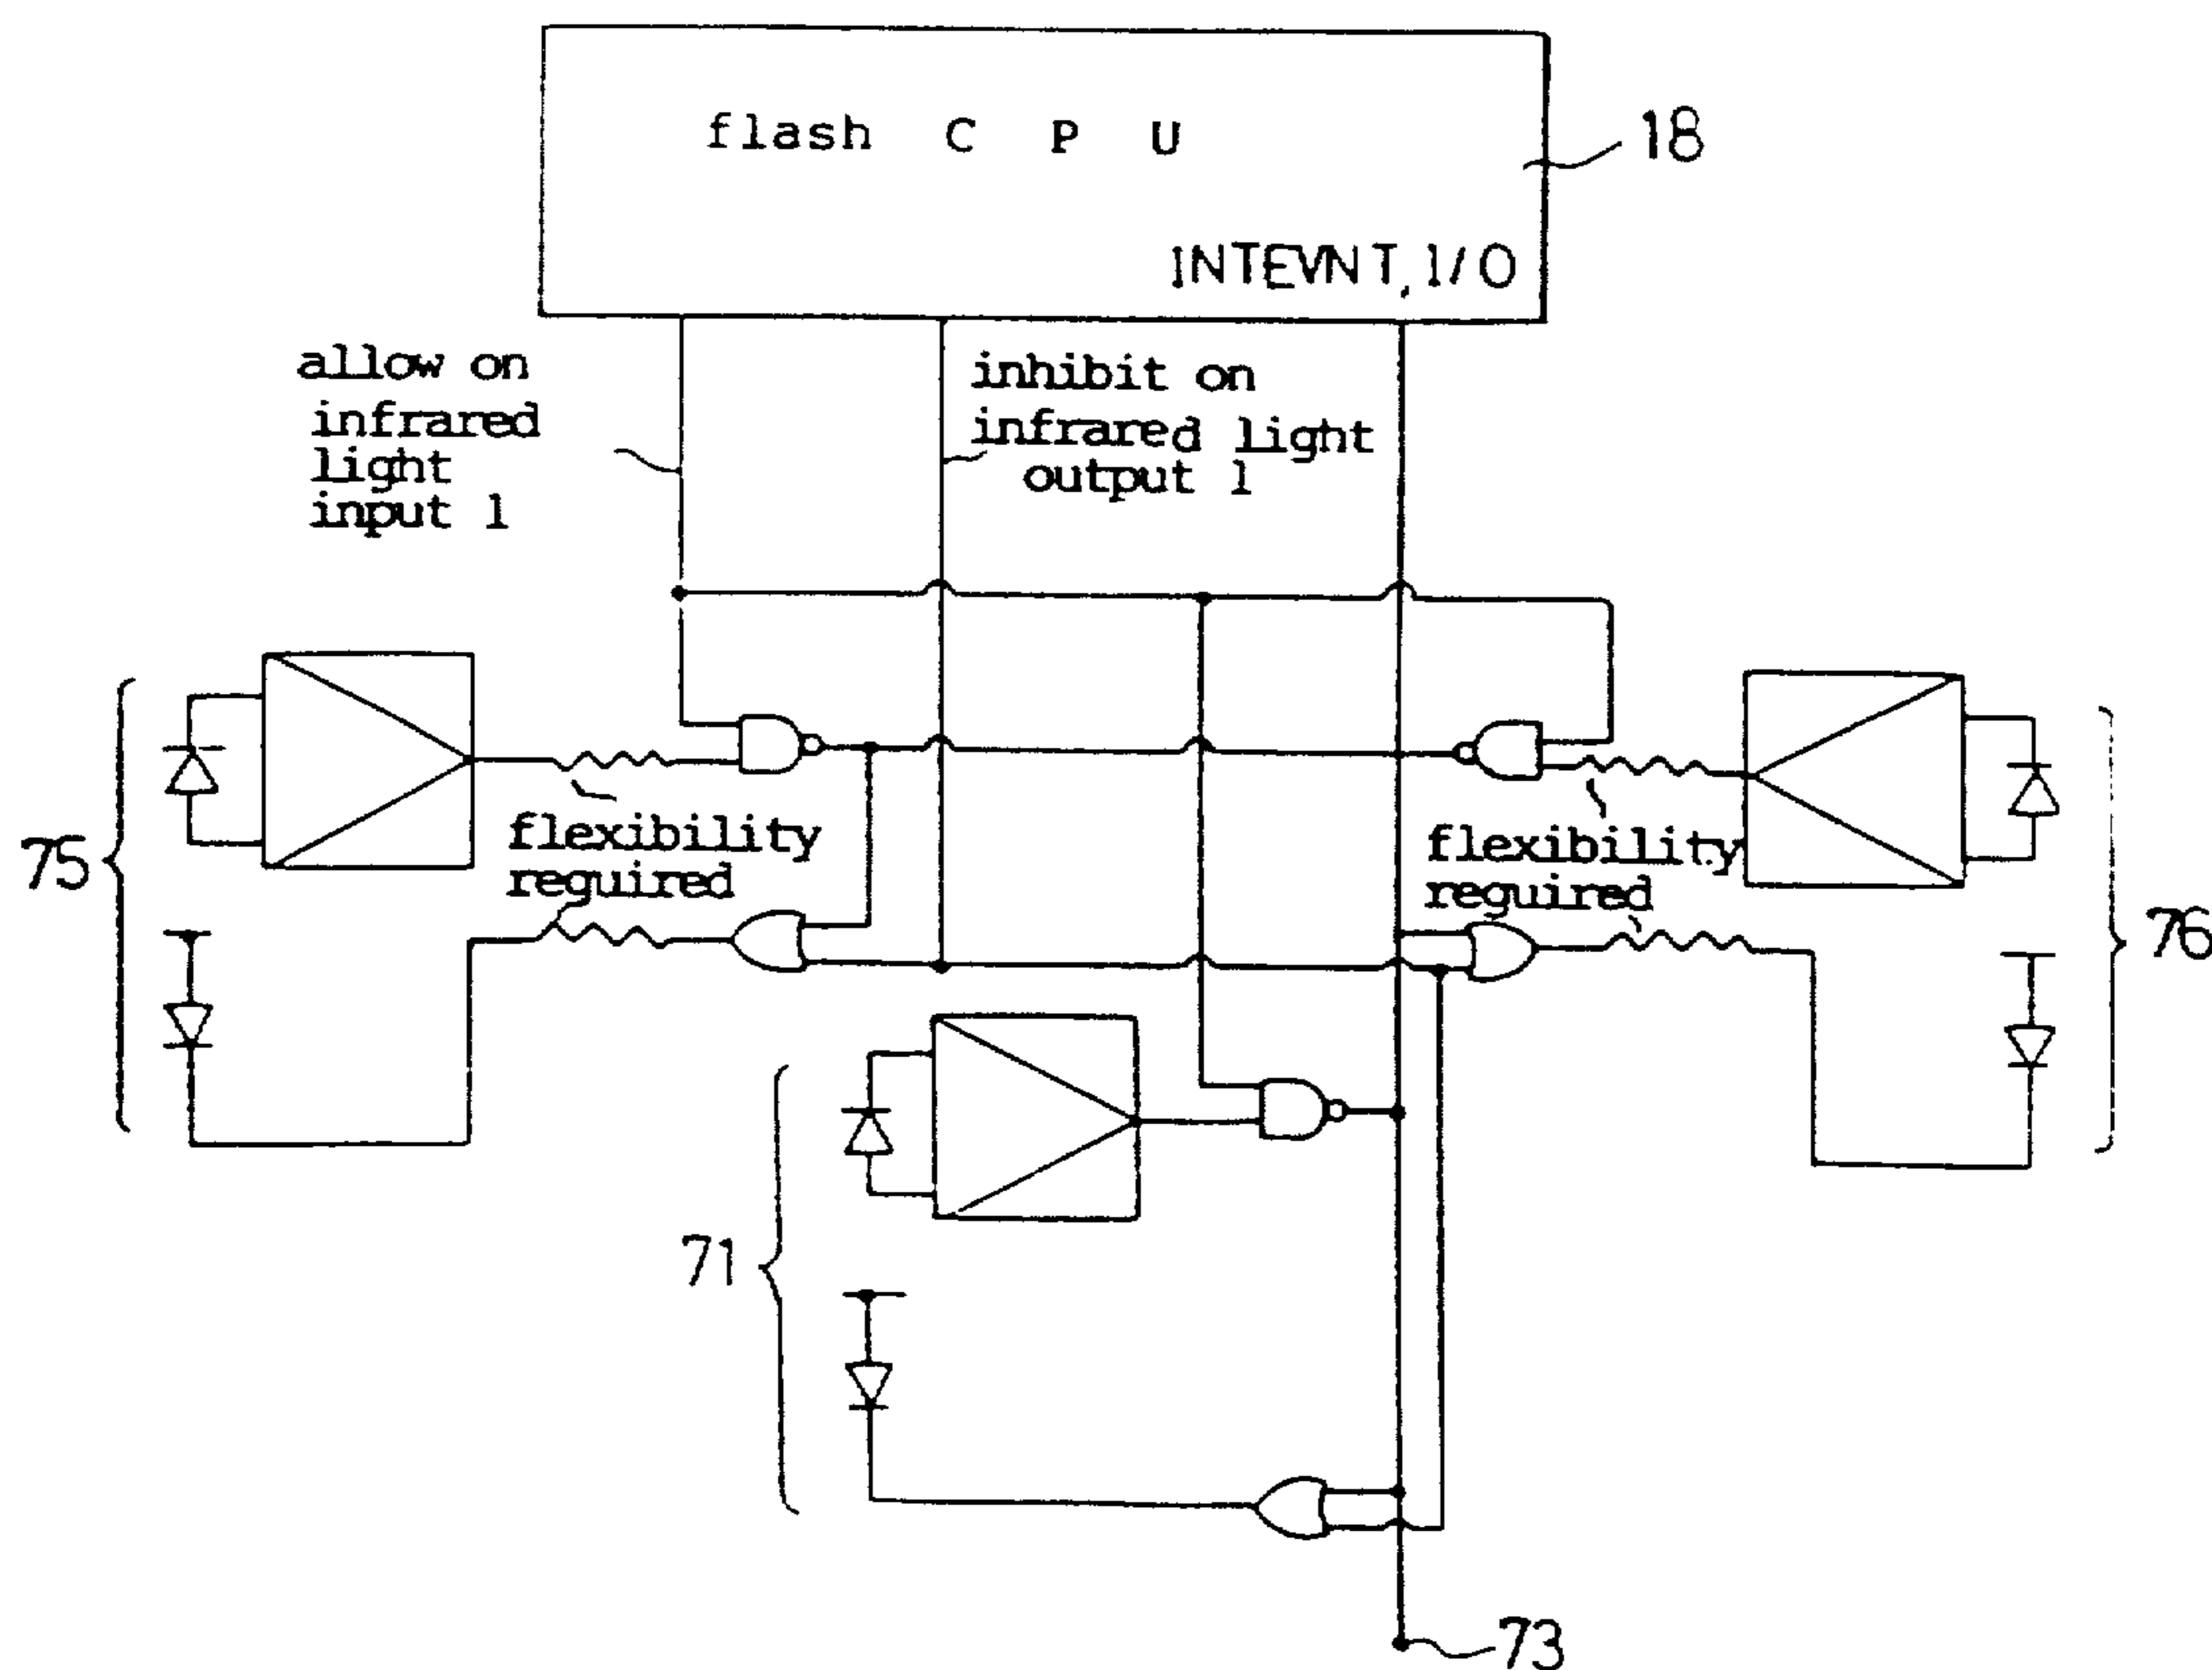 flash C P U
18
INTEVNT, I/O
allow on
infrared
light
input 1
inhibit on
infrared light
output 1
75
flexibility
reguired
flexibility
reguired
76
71
73